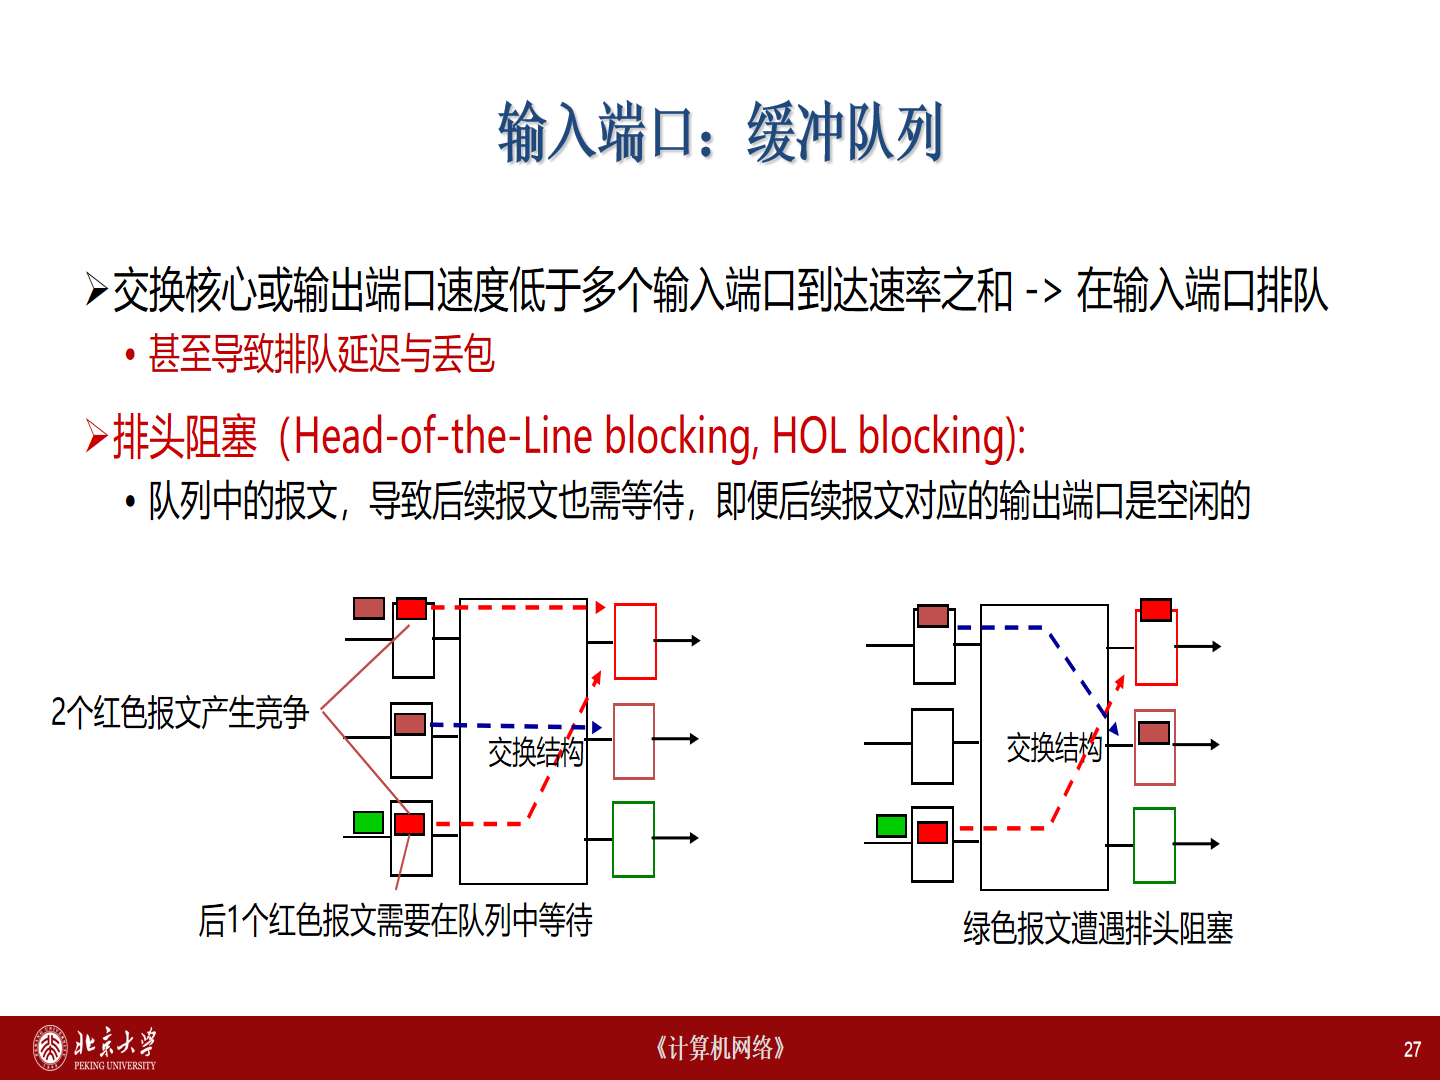 输入端口：缓冲队列
➢交换核心或输出端口速度低于多个输入端口到达速率之和 -> 在输入端口排队
• 甚至导致排队延迟与丢包
➢排头阻塞（Head-of-the-Line blocking, HOL blocking):
• 队列中的报文，导致后续报文也需等待，即便后续报文对应的输出端口是空闲的
2个红色报文产生竞争
交换结构
后1个红色报文需要在队列中等待
交换结构
绿色报文遭遇排头阻塞
北京大学
PEKING UNIVERSITY
《计算机网络》
27